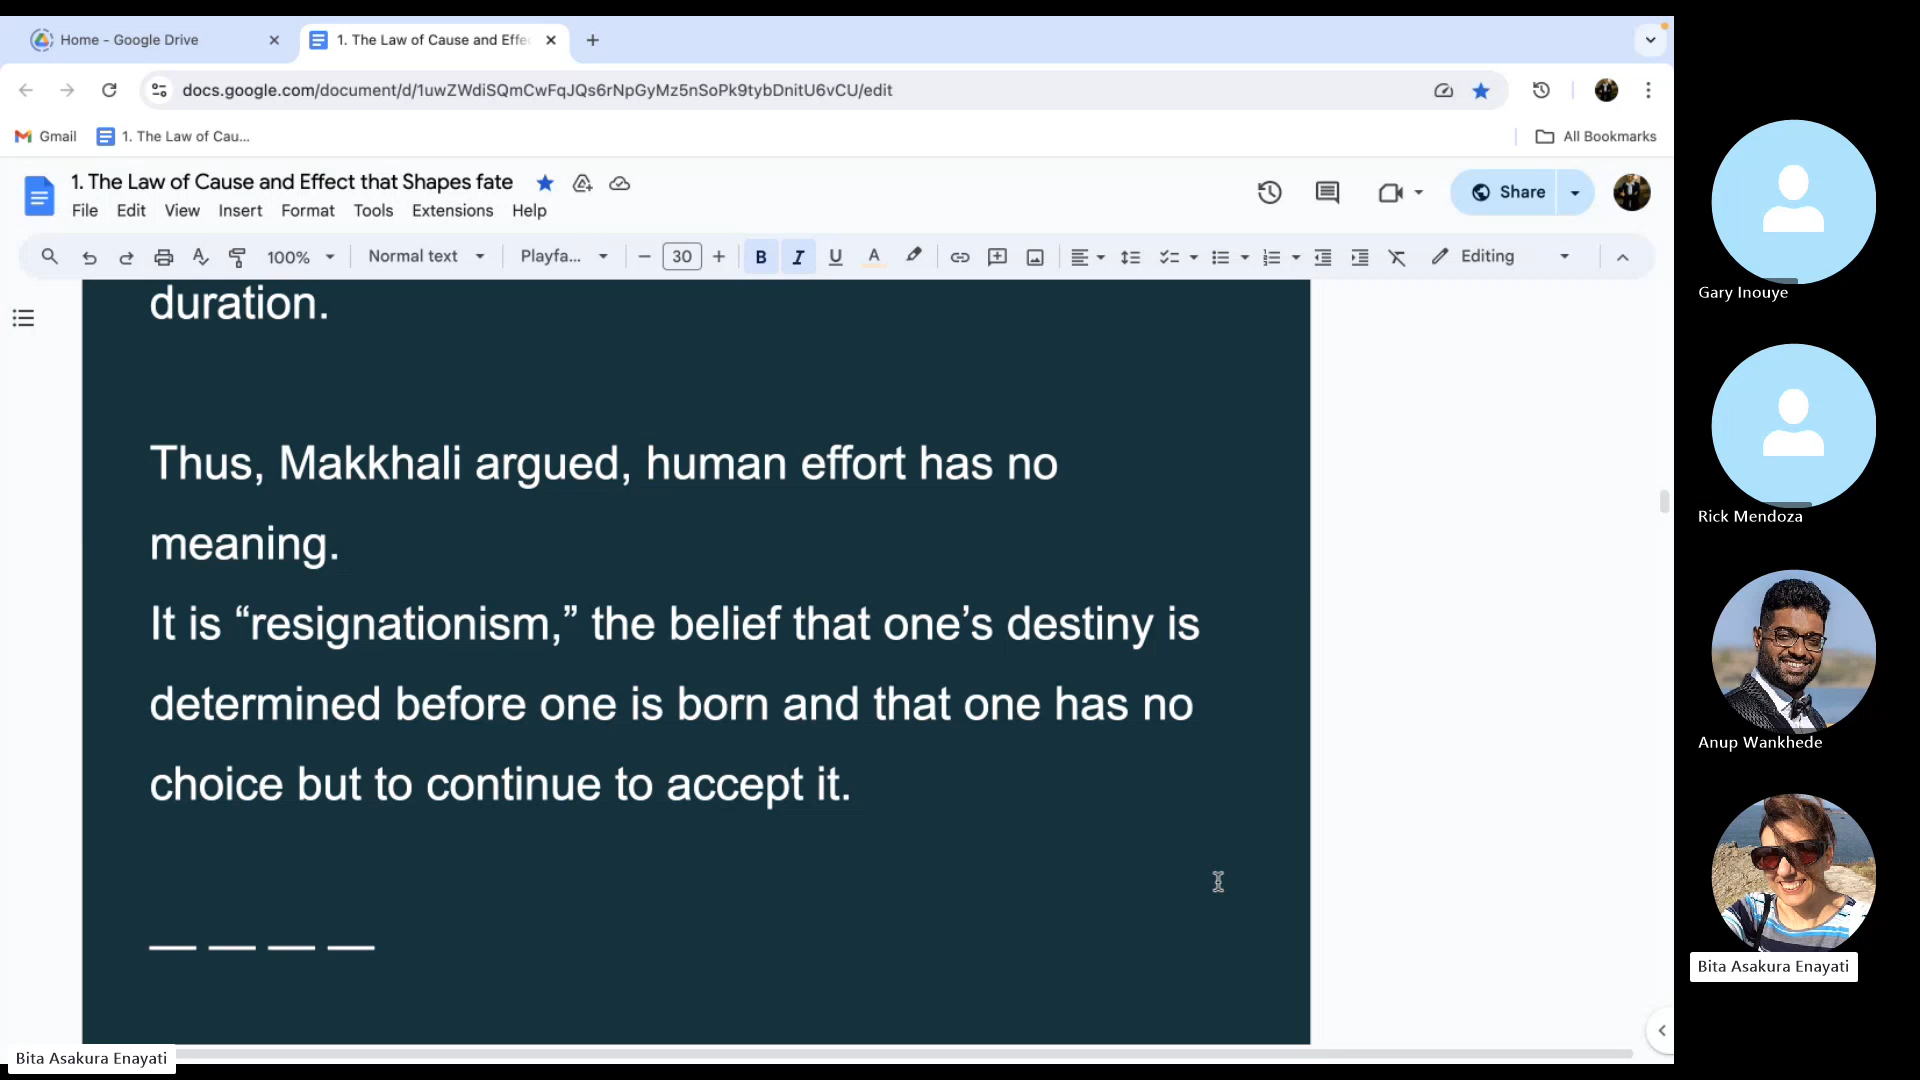 Home - Google Drive
1. The Law of Cause and Effe
docs.google.com/document/d/1uwZWdiSQmCwFqJQs6rNpGyMz5nSoPk9tybDnitU6vCU/edit
Gmail
1. The Law of Cau...
All Bookmarks
1. The Law of Cause and Effect that Shapes fate
File Edit View Insert Format Tools Extensions Help
Share
100% Normal text Playfa... 30 B I U A Editing
duration.
Thus, Makkhali argued, human effort has no
meaning.
It is “resignationism,” the belief that one’s destiny is
determined before one is born and that one has no
choice but to continue to accept it.
— — — —
Bita Asakura Enayati
Gary Inouye
Rick Mendoza
Anup Wankhede
Bita Asakura Enayati